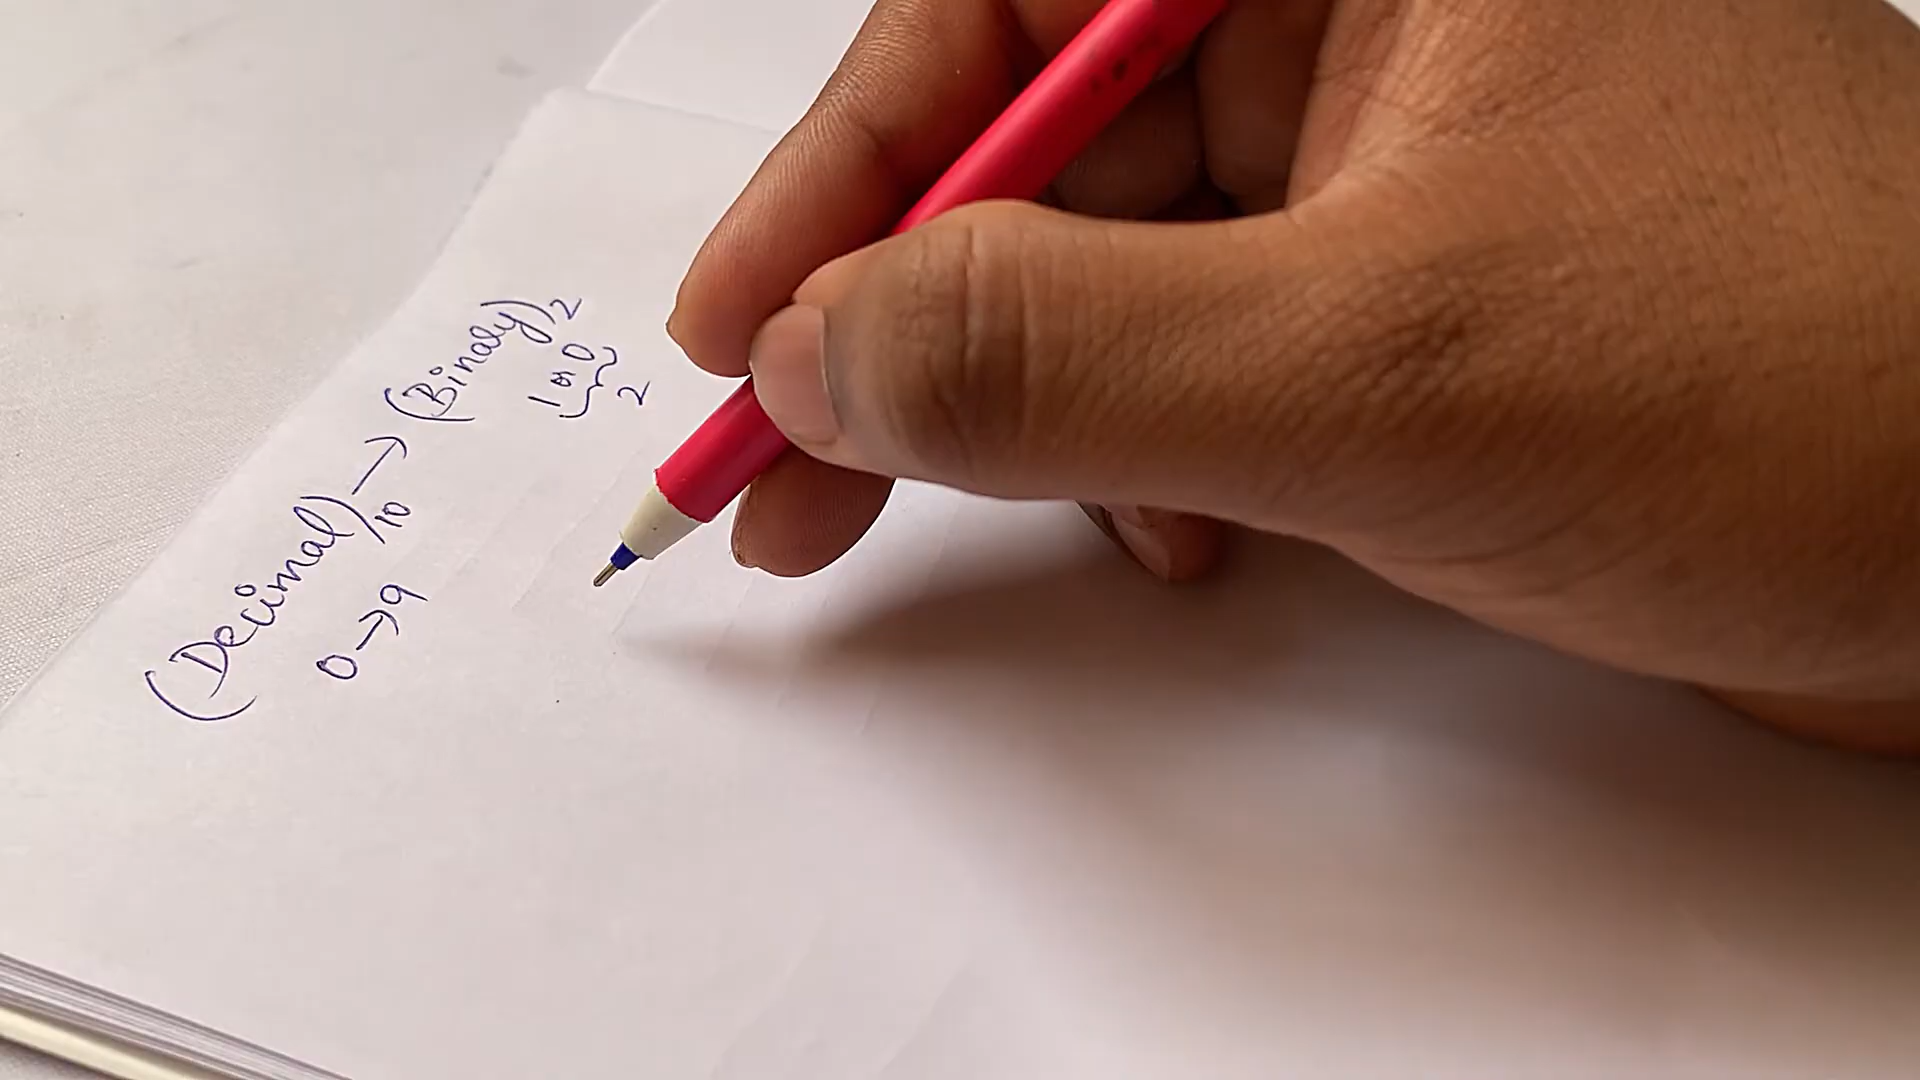 (Decimal)10 → (Binary)2
0 → 9 1 or 0
2